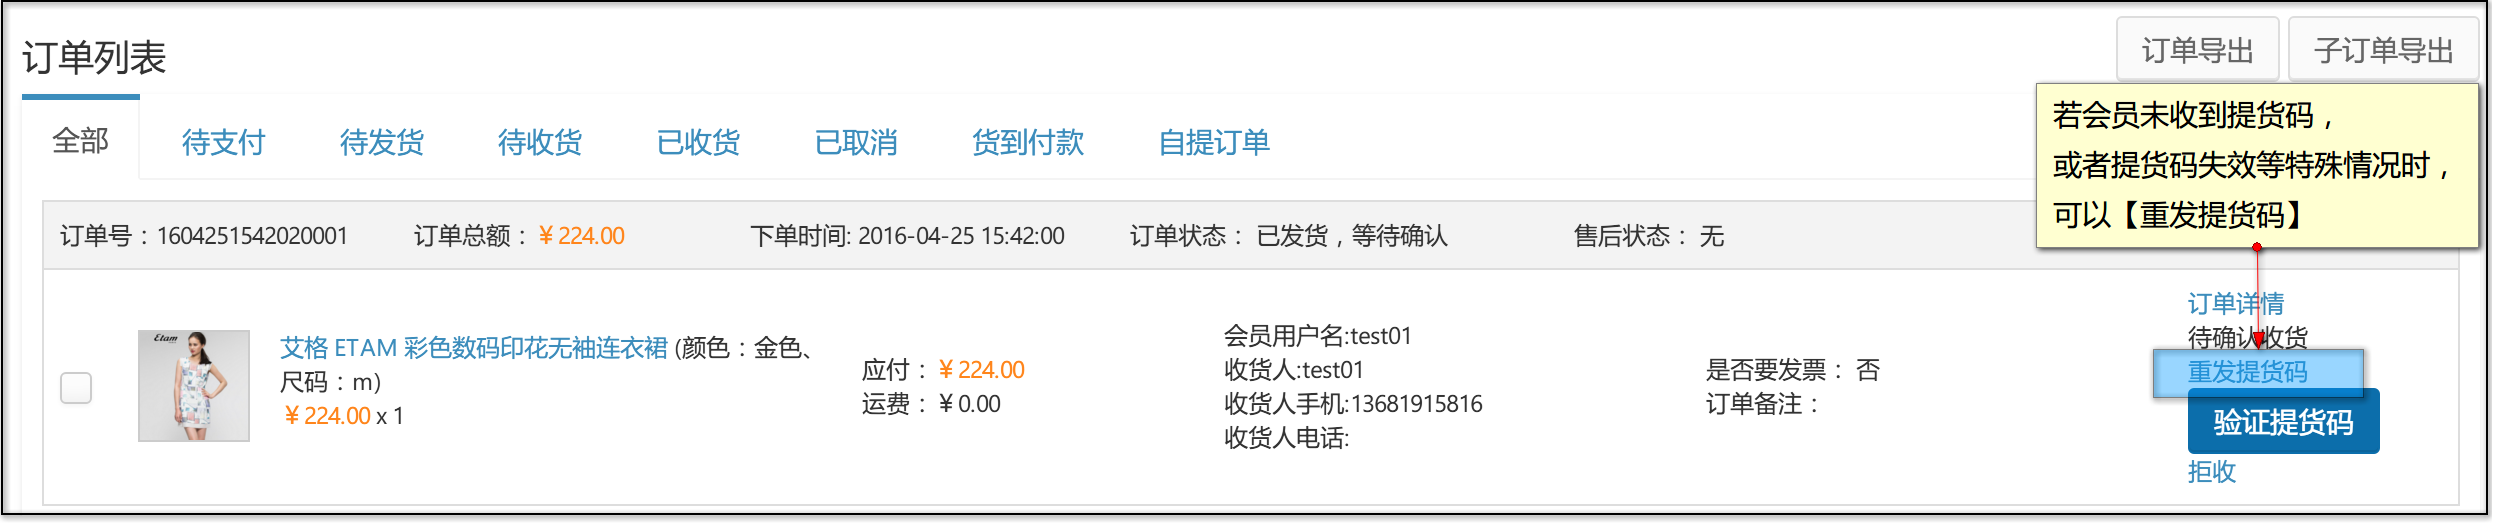 订单列表
订单导出
子订单导出
若会员未收到提货码，
或者提货码失效等特殊情况时，
可以【重发提货码】
全部
待支付
待发货
待收货
已收货
已取消
货到付款
自提订单
订单号：1604251542020001
订单总额：￥224.00
下单时间: 2016-04-25 15:42:00
订单状态： 已发货，等待确认
售后状态： 无
Etam
艾格 ETAM 彩色数码印花无袖连衣裙 (颜色：金色、
尺码：m)
￥224.00 x 1
应付：￥224.00
运费：￥0.00
会员用户名:test01
收货人:test01
收货人手机:13681915816
收货人电话:
是否要发票： 否
订单备注：
订单详情
待确认收货
重发提货码
验证提货码
拒收